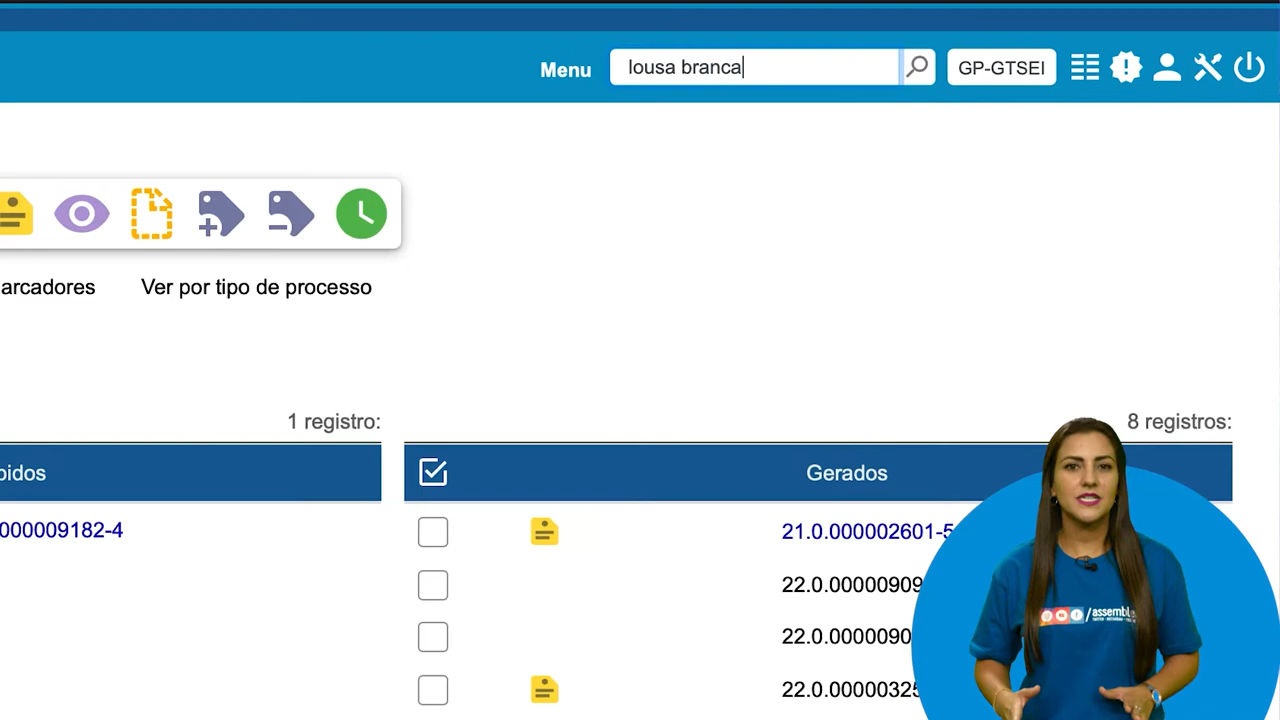 Menu
lousa branca
GP-GTSEI
arcadores
Ver por tipo de processo
1 registro:
8 registros:
bidos
Gerados
000009182-4
21.0.000002601-5
22.0.00000909
22.0.0000090
22.0.00000325
/assembl